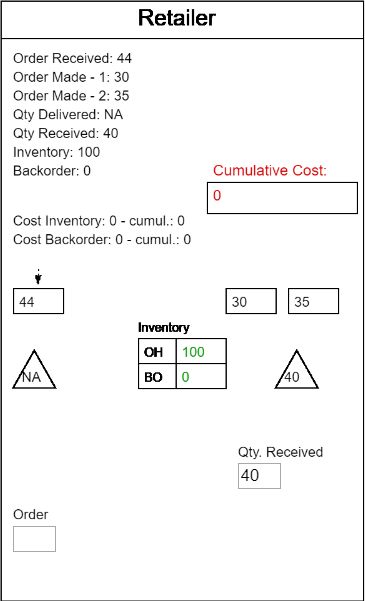 Retailer
Order Received: 44
Order Made - 1: 30
Order Made - 2: 35
Qty Delivered: NA
Qty Received: 40
Inventory: 100
Backorder: 0
Cumulative Cost:
0
Cost Inventory: 0 - cumul.: 0
Cost Backorder: 0 - cumul.: 0
44 30 35
Inventory
OH 100
BO 0
NA 40
Qty. Received
40
Order